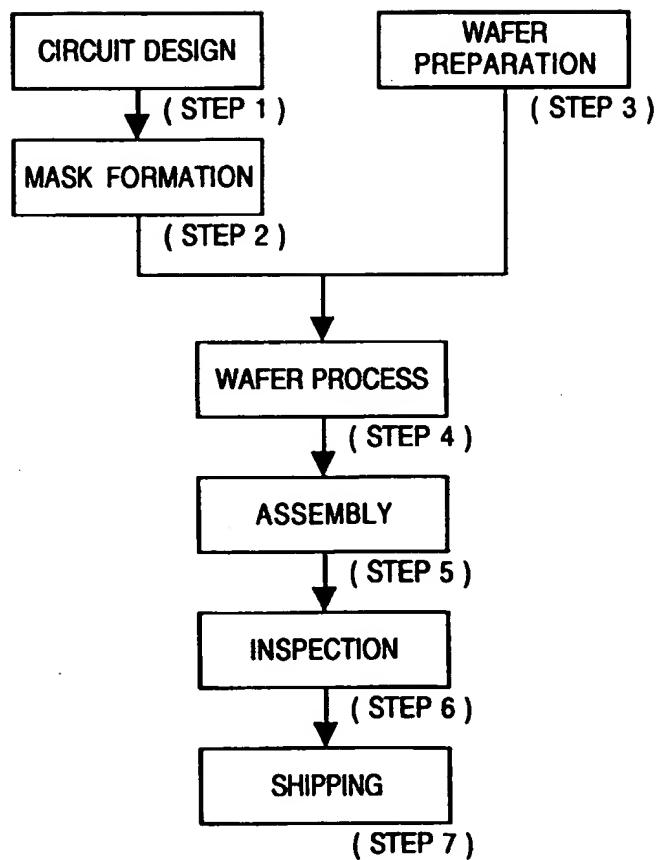 CIRCUIT DESIGN
( STEP 1 )
MASK FORMATION
( STEP 2 )
WAFER
PREPARATION
( STEP 3 )
WAFER PROCESS
( STEP 4 )
ASSEMBLY
( STEP 5 )
INSPECTION
( STEP 6 )
SHIPPING
( STEP 7 )